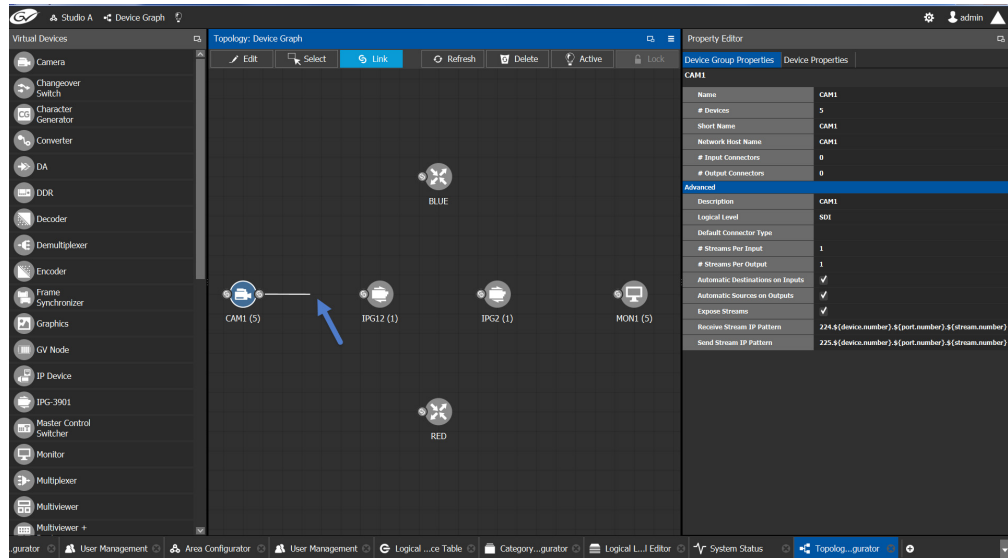 GV Studio A Device Graph admin
Virtual Devices
Camera
Changeover
Switch
CG Character
Generator
Converter
DA
DDR
Decoder
Demultiplexer
Encoder
Frame
Synchronizer
Graphics
GV Node
IP Device
IPG-3901
Master Control
Switcher
Monitor
Multiplexer
Multiviewer
Multiviewer +
Topology: Device Graph
Edit Select Link Refresh Delete Active Lock
BLUE
CAM1 (5) IPG12 (1) IPG2 (1) MON1 (5)
RED
Property Editor
Device Group Properties Device Properties
CAM1
Name CAM1
# Devices 5
Short Name CAM1
Network Host Name CAM1
# Input Connectors 0
# Output Connectors 0
Advanced
Description CAM1
Logical Level SDI
Default Connector Type
# Streams Per Input 1
# Streams Per Output 1
Automatic Destinations on Inputs
Automatic Sources on Outputs
Expose Streams
Receive Stream IP Pattern 224.${device.number}.${port.number}.${stream.number}
Send Stream IP Pattern 225.${device.number}.${port.number}.${stream.number}
..gurator User Management Area Configurator User Management Logical ...ce Table Category...gurator Logical L...l Editor System Status Topolog...gurator